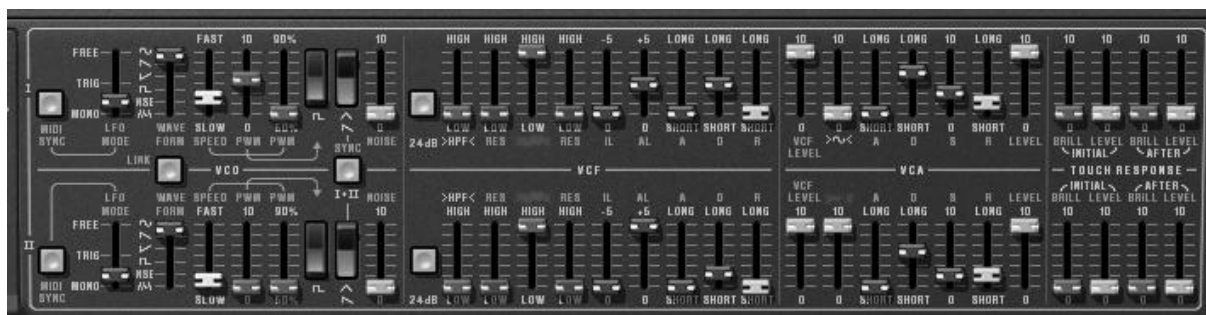 FAST 10 90% 10 HIGH HIGH HIGH HIGH -5 +5 LONG LONG LONG 10 10 LONG LONG 10 LONG 10 10 10 10 10
FREE
TRIG
I
MONO NSE
MIDI SYNC LFO MODE WAVE FORM SLOW SPEED 0 PWM 50% PWM SYNC 0 NOISE
24dB LOW >HPF< LOW RES LOW LOW RES 0 IL 0 AL SHORT A SHORT D SHORT R
0 VCF LEVEL 0 SHORT A SHORT D 0 S SHORT R 0 LEVEL
0 BRILL 0 LEVEL 0 BRILL 0 LEVEL
INITIAL AFTER
LINK VCO I+II VCF VCA TOUCH RESPONSE
INITIAL AFTER
LFO MODE WAVE FORM SPEED PWM PWM NOISE >HPF< RES RES IL AL A D R VCF LEVEL A D S R LEVEL BRILL LEVEL BRILL LEVEL
FAST 10 90% 10 HIGH HIGH HIGH HIGH -5 +5 LONG LONG LONG 10 10 LONG LONG 10 LONG 10 10 10 10 10
FREE
II
TRIG
MONO NSE
MIDI SYNC SLOW 0 50% 0 24dB LOW LOW LOW LOW 0 0 SHORT SHORT SHORT 0 0 SHORT SHORT 0 SHORT 0 0 0 0 0